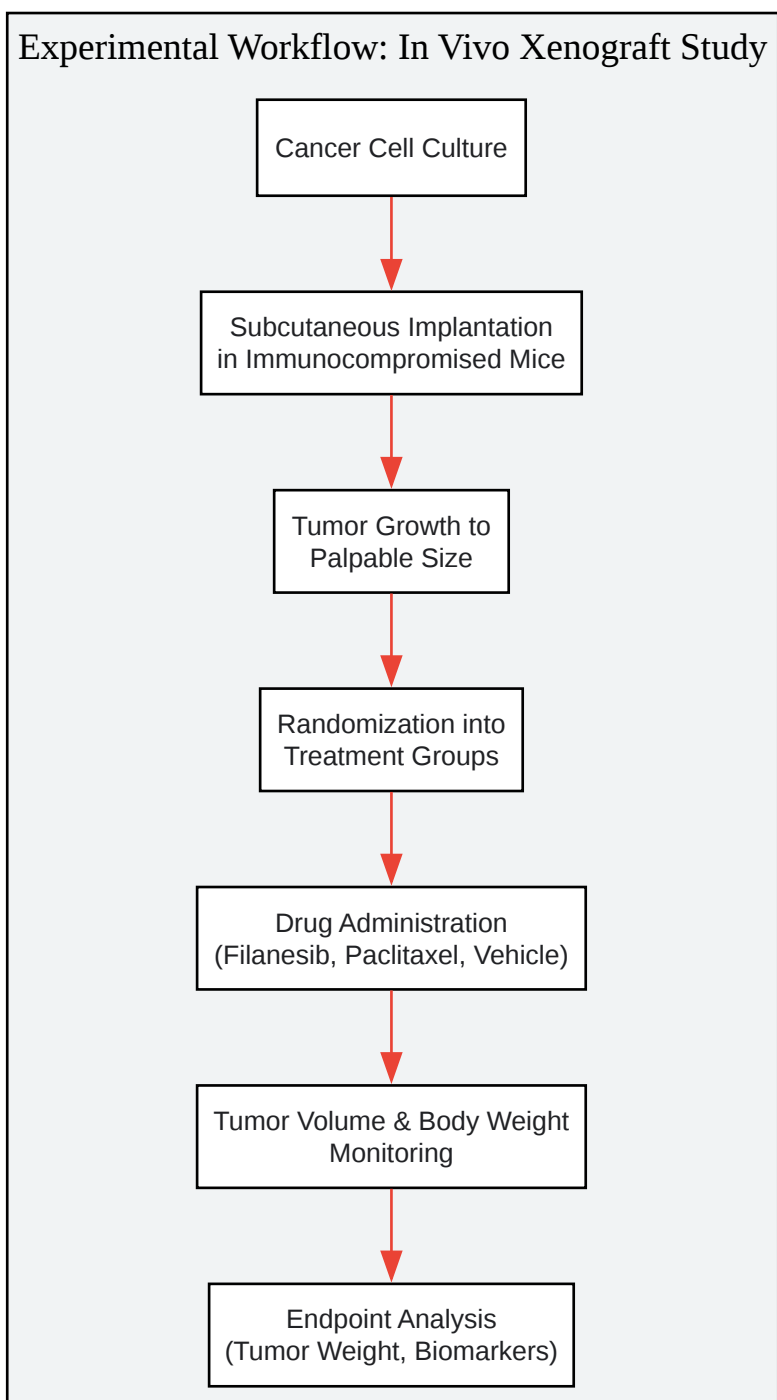 Experimental Workflow: In Vivo Xenograft Study
Cancer Cell Culture
Subcutaneous Implantation
in Immunocompromised Mice
Tumor Growth to
Palpable Size
Randomization into
Treatment Groups
Drug Administration
(Filanesib, Paclitaxel, Vehicle)
Tumor Volume & Body Weight
Monitoring
Endpoint Analysis
(Tumor Weight, Biomarkers)